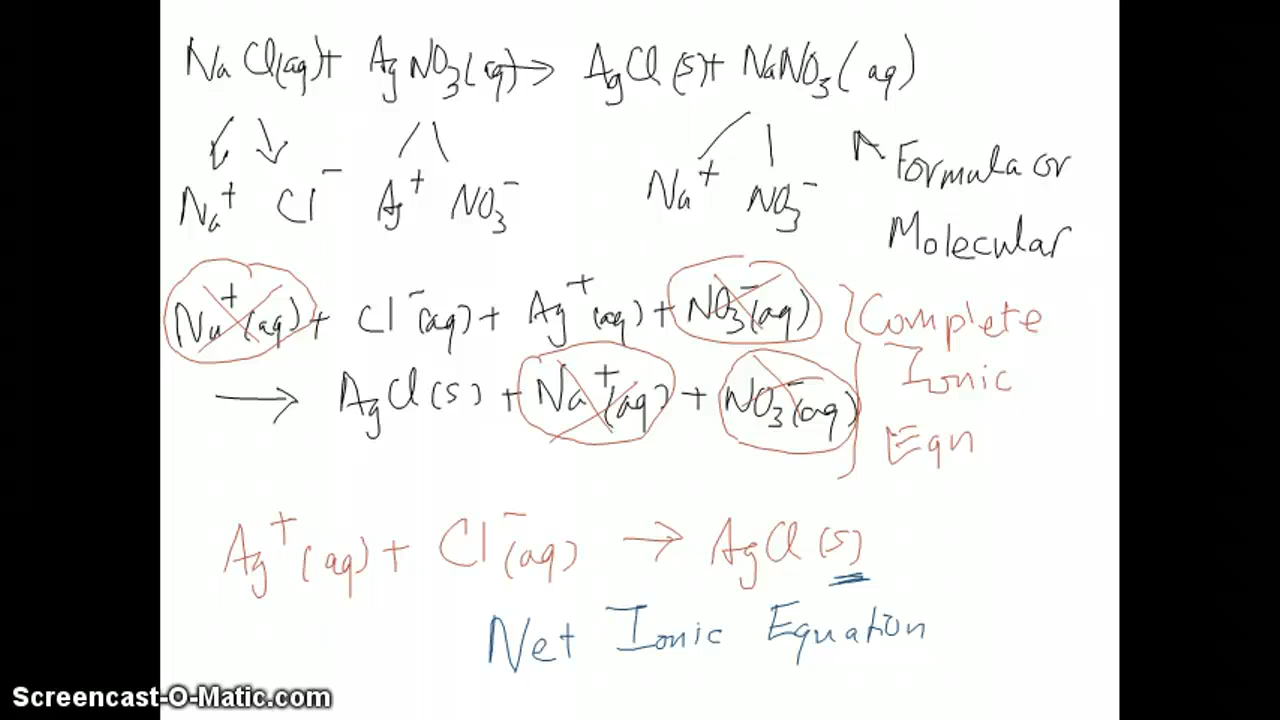 NaCl(aq) + AgNO₃(aq) → AgCl(s) + NaNO₃(aq)
Na⁺ Cl⁻ Ag⁺ NO₃⁻ Na⁺ NO₃⁻
Formula or
Molecular
Na⁺(aq) + Cl⁻(aq) + Ag⁺(aq) + NO₃⁻(aq)
→ AgCl(s) + Na⁺(aq) + NO₃⁻(aq)
Complete
Ionic
Eqn
Ag⁺(aq) + Cl⁻(aq) → AgCl(s)
Net Ionic Equation
Screencast-O-Matic.com